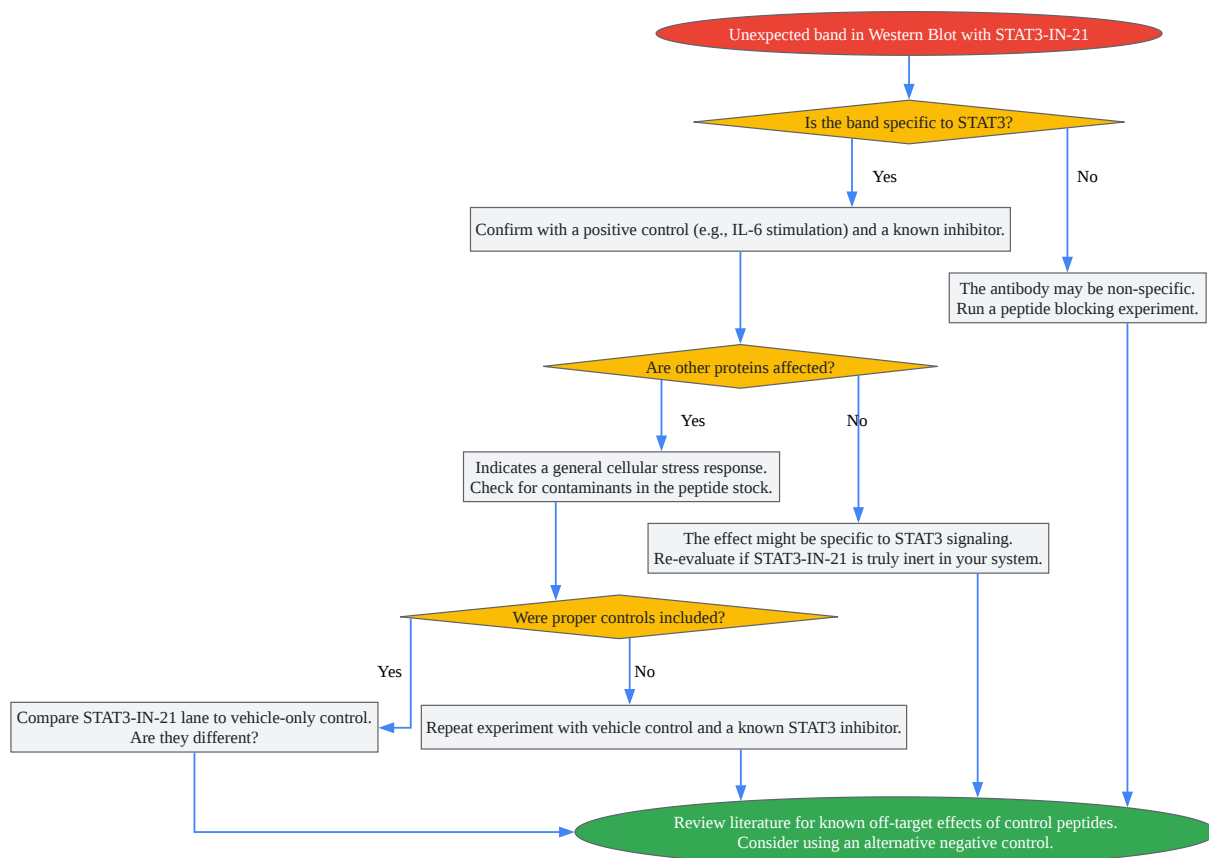 Unexpected band in Western Blot with STAT3-IN-21
Is the band specific to STAT3?
Yes
No
Confirm with a positive control (e.g., IL-6 stimulation) and a known inhibitor.
The antibody may be non-specific.
Run a peptide blocking experiment.
Are other proteins affected?
Yes
No
Indicates a general cellular stress response.
Check for contaminants in the peptide stock.
The effect might be specific to STAT3 signaling.
Re-evaluate if STAT3-IN-21 is truly inert in your system.
Were proper controls included?
Yes
No
Compare STAT3-IN-21 lane to vehicle-only control.
Are they different?
Repeat experiment with vehicle control and a known STAT3 inhibitor.
Review literature for known off-target effects of control peptides.
Consider using an alternative negative control.